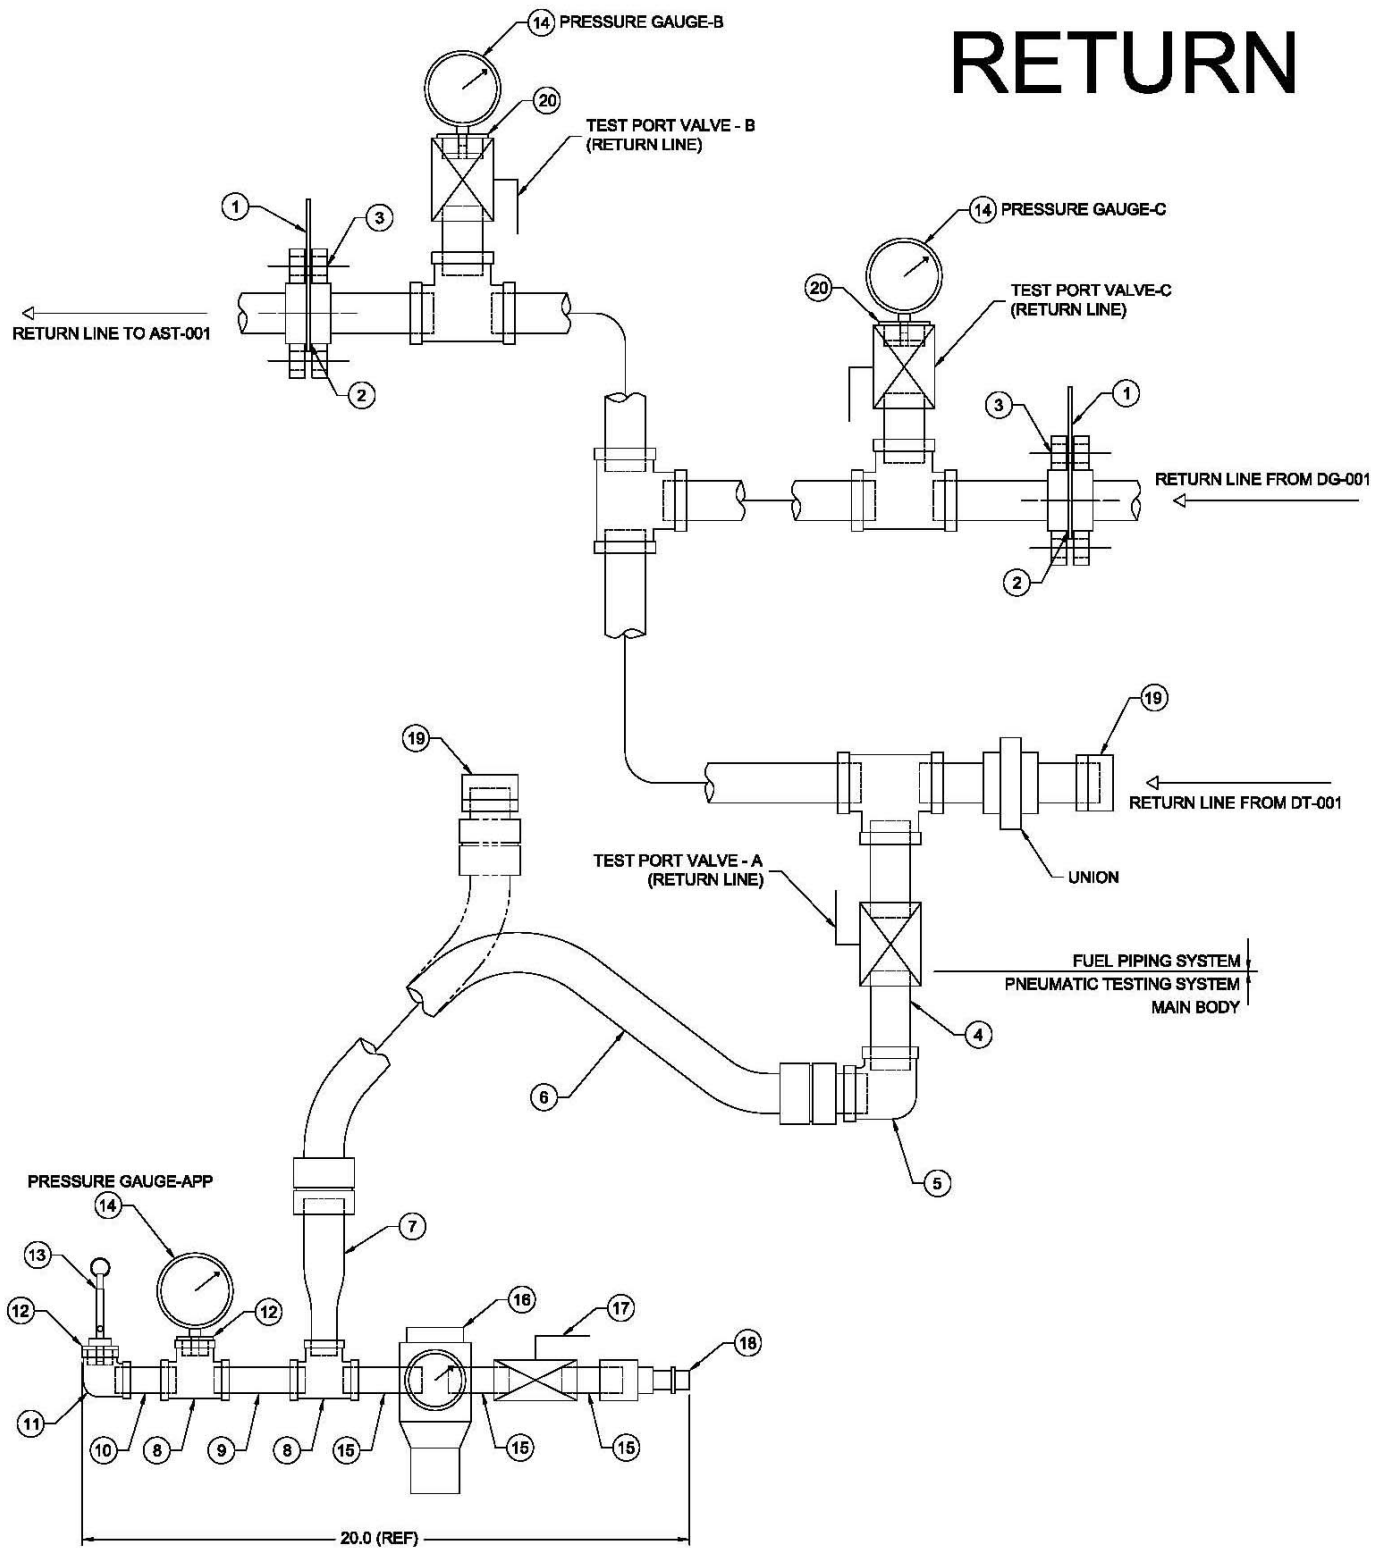 RETURN
14 PRESSURE GAUGE-B
20
TEST PORT VALVE - B
(RETURN LINE)
1
3
14 PRESSURE GAUGE-C
20
TEST PORT VALVE-C
(RETURN LINE)
RETURN LINE TO AST-001
2
3
1
RETURN LINE FROM DG-001
2
19
19
RETURN LINE FROM DT-001
TEST PORT VALVE - A
(RETURN LINE)
UNION
FUEL PIPING SYSTEM
PNEUMATIC TESTING SYSTEM
MAIN BODY
4
6
5
PRESSURE GAUGE-APP
14
7
13
12
12
16
17
18
11
10
8
9
8
15
15
15
20.0 (REF)